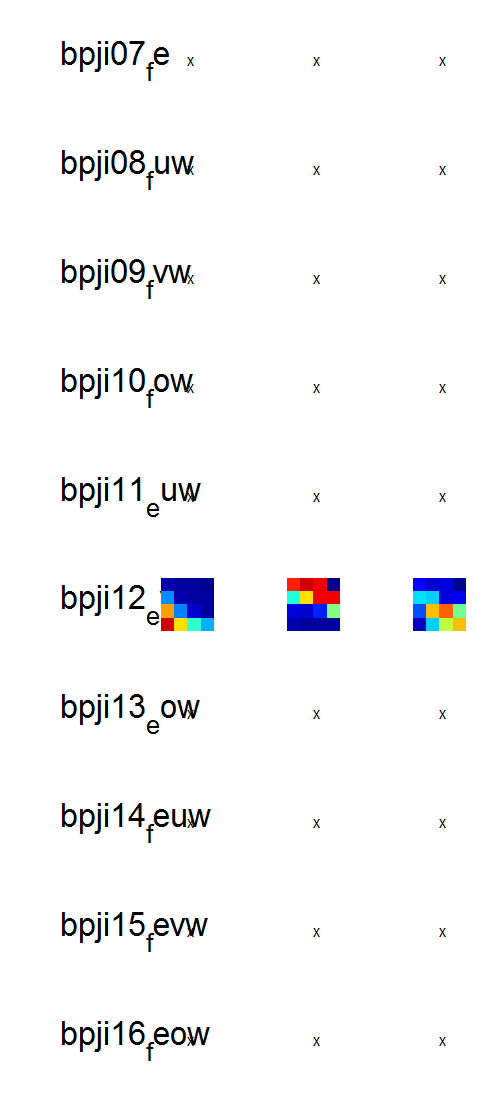 bpji07fe x x x
bpji08fuw x x x
bpji09fvw x x x
bpji10fow x x x
bpji11euw x x x
bpji12e
bpji13eow x x x
bpji14feuw x x x
bpji15fevw x x x
bpji16feow x x x